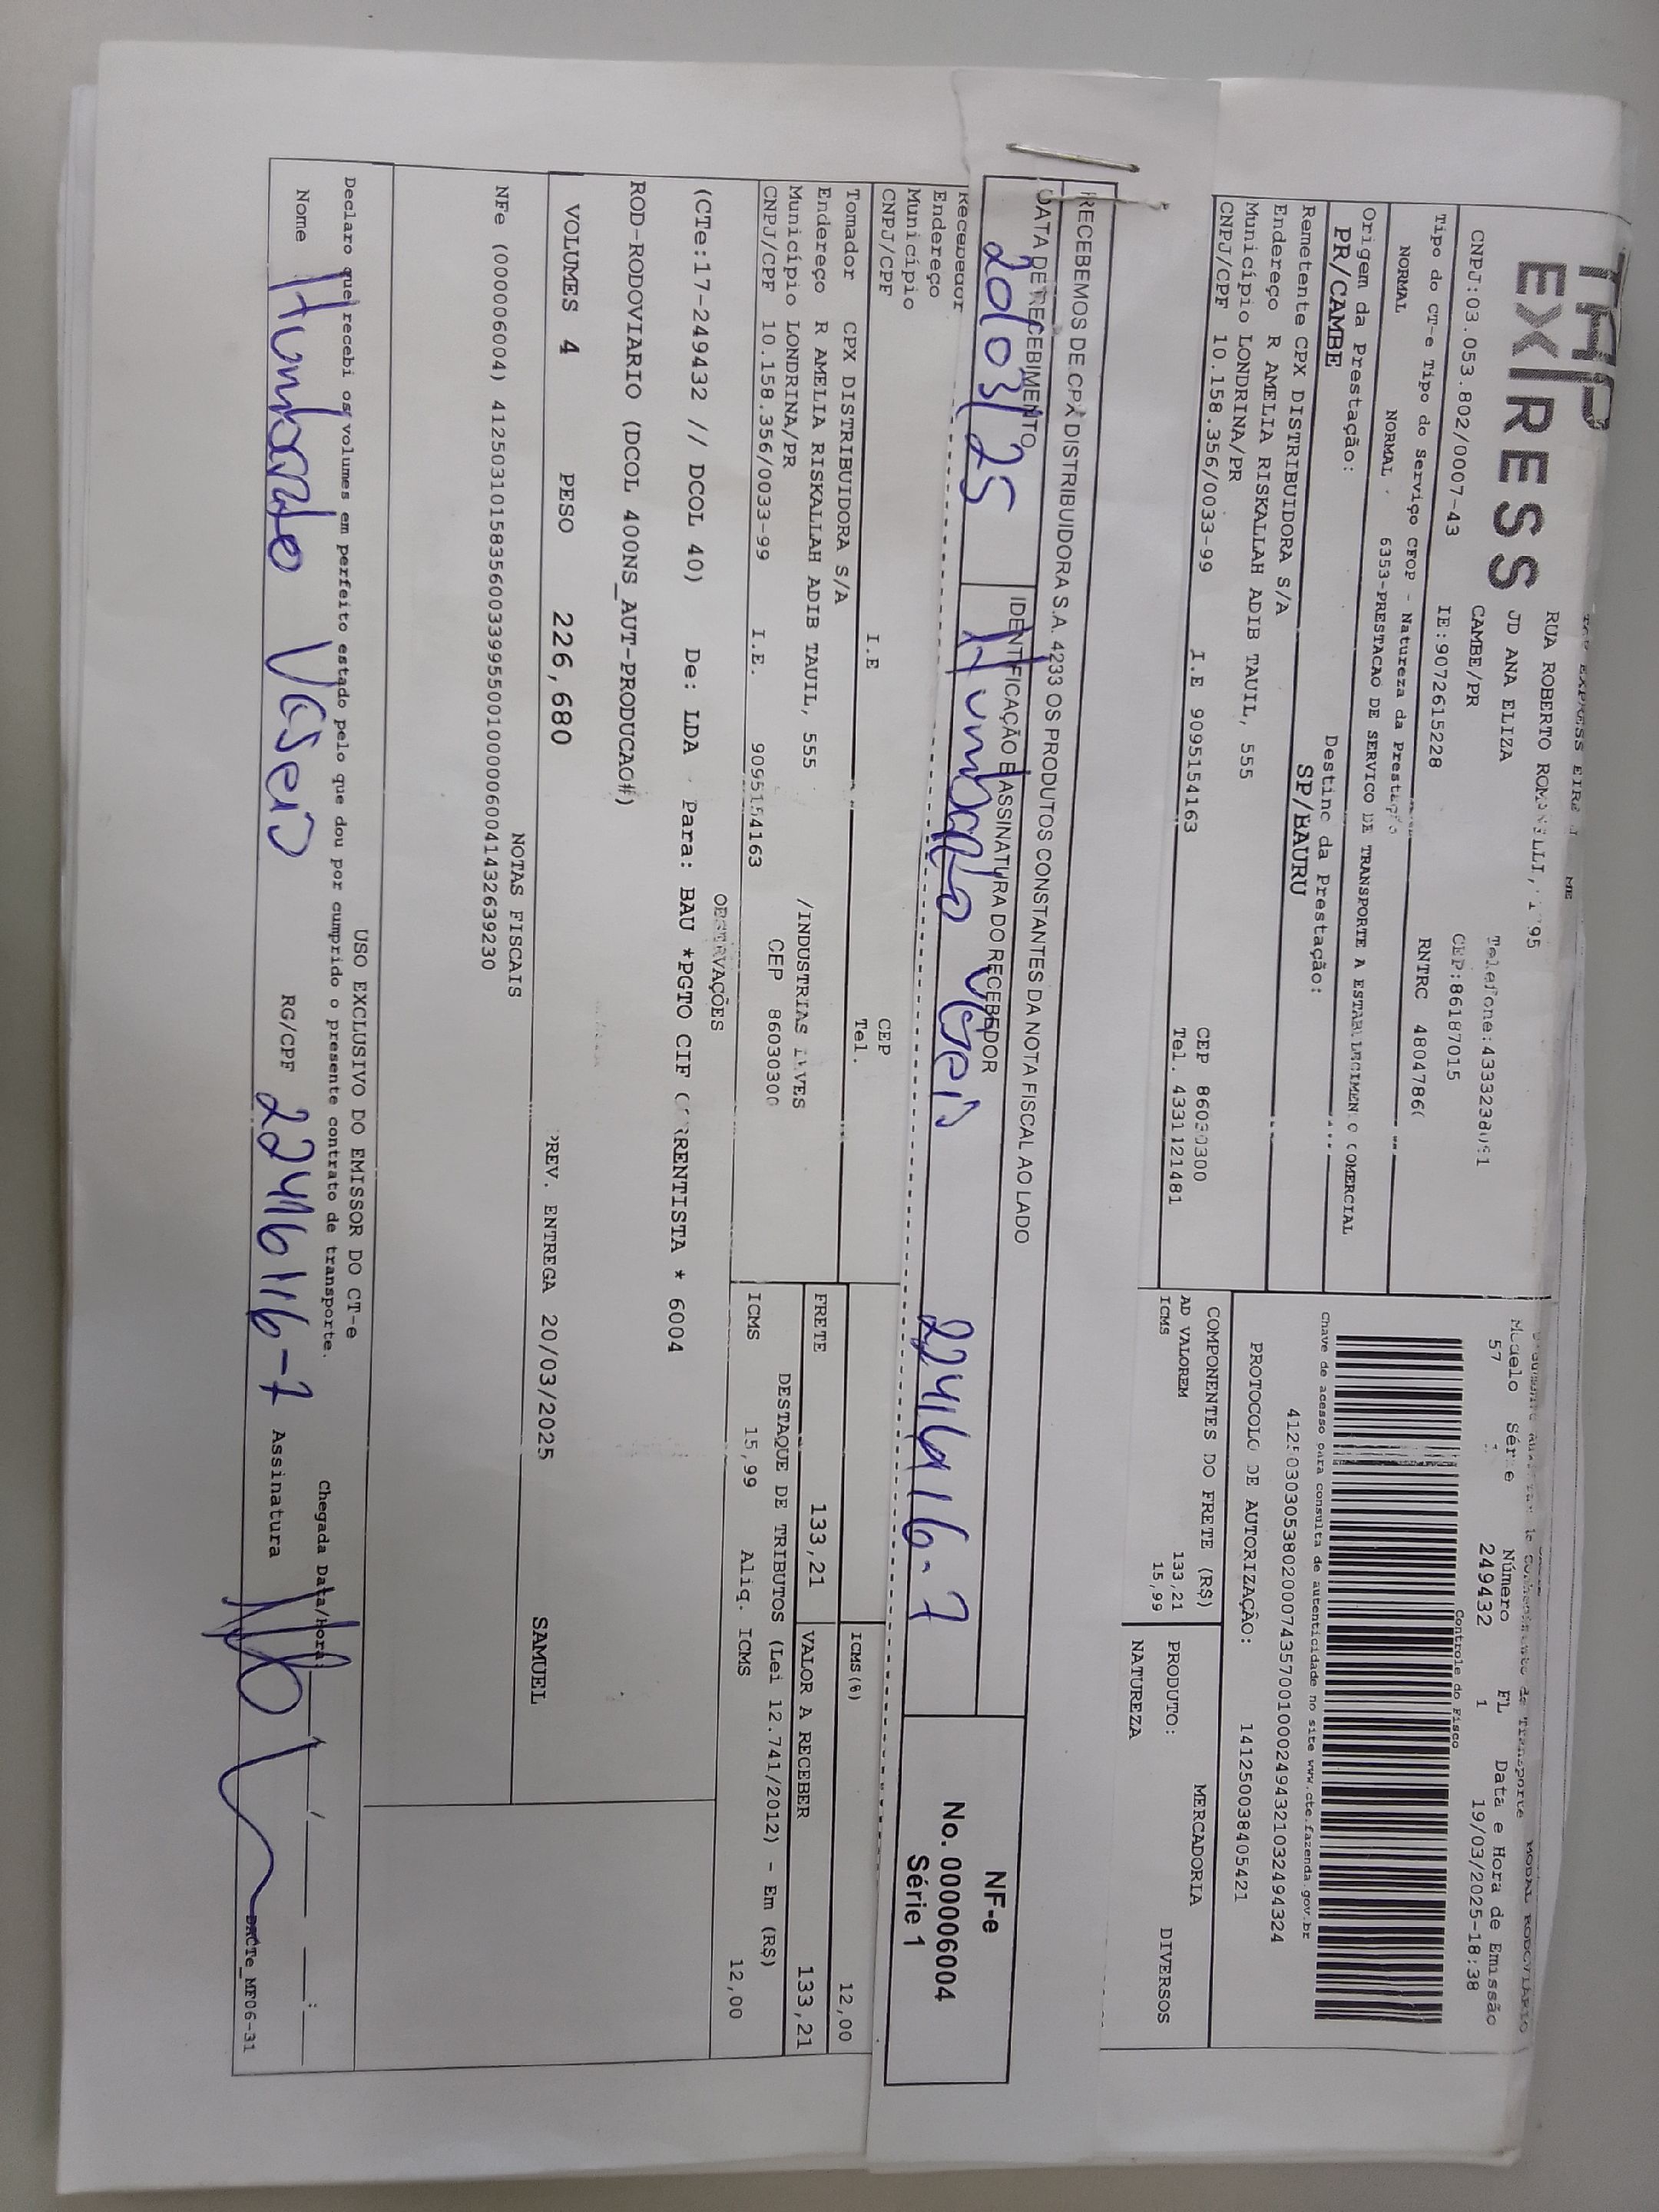 EXPRESS
RUA ROBERTO
JD ANA ELIZA
CAMBE/PR
CEP:86187015
CNPJ:03.053.802/0007-43
IE:9072615228
RNTRC
Modelo Série Número FL Data e Hora de Emissão
57 249432 1 19/03/2025-18:38
Controle do Fisco
Tipo do CT-e Tipo do Serviço CFOP - Natureza da Prestação
NORMAL NORMAL 6353-PRESTACAO DE SERVICO DE TRANSPORTE A ESTABELECIMENTO COMERCIAL
Chave de acesso para consulta de autenticidade no site www.cte.fazenda.gov.br
Origem da Prestação: Destino da Prestação:
PR/CAMBE SP/BAURU
PROTOCOLO DE AUTORIZAÇÃO: 141250038405421
Remetente CPX DISTRIBUIDORA S/A
Endereço R AMELIA RISKALLAH ADIB TAUIL, 555
Município LONDRINA/PR CEP 86030300
CNPJ/CPF 10.158.356/0033-99 I.E 9095154163 Tel. 4331121481
COMPONENTES DO FRETE (R$)
AD VALOREM 133,21
ICMS 15,99
MERCADORIA
PRODUTO: DIVERSOS
NATUREZA
RECEBEMOS DE CPX DISTRIBUIDORA S.A. 4233 OS PRODUTOS CONSTANTES DA NOTA FISCAL AO LADO
DATA DE RECEBIMENTO IDENTIFICAÇÃO E ASSINATURA DO RECEBEDOR
20/03/25 Humberto 22416116-7
NF-e
No. 000006004
Série 1
Recebedor
Endereço
Município CEP
CNPJ/CPF I.E Tel.
ICMS(%) 12,00
Tomador CPX DISTRIBUIDORA S/A
Endereço R AMELIA RISKALLAH ADIB TAUIL, 555 /INDUSTRIAS LEVES
Município LONDRINA/PR CEP 86030300
CNPJ/CPF 10.158.356/0033-99 I.E. 9095154163
FRETE 133,21 VALOR A RECEBER 133,21
DESTAQUE DE TRIBUTOS (Lei 12.741/2012) - Em (R$)
ICMS 15,99 Aliq. ICMS 12,00
OBSERVAÇÕES
(CTe:17-249432 // DCOL 40) De: LDA Para: BAU *PGTO CIF CORRENTISTA * 6004
ROD-RODOVIARIO (DCOL 400NS_AUT-PRODUCAO#)
VOLUMES 4 PESO 226,680 PREV. ENTREGA 20/03/2025 SAMUEL
NOTAS FISCAIS
NFe (000006004) 41250310158356003399550010000060041432639230
USO EXCLUSIVO DO EMISSOR DO CT-e
Declaro que recebi os volumes em perfeito estado pelo que dou por cumprido o presente contrato de transporte.
Chegada Data/Hora:
Nome Humberto RG/CPF 22416116-7 Assinatura
DACTe_MF06-31